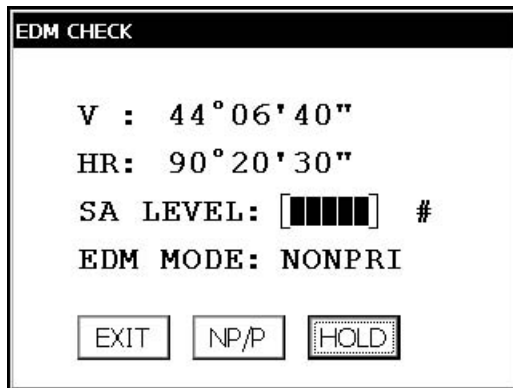 EDM CHECK
V : 44°06'40"
HR: 90°20'30"
SA LEVEL: [▮▮▮▮▮] #
EDM MODE: NONPRI
EXIT NP/P HOLD